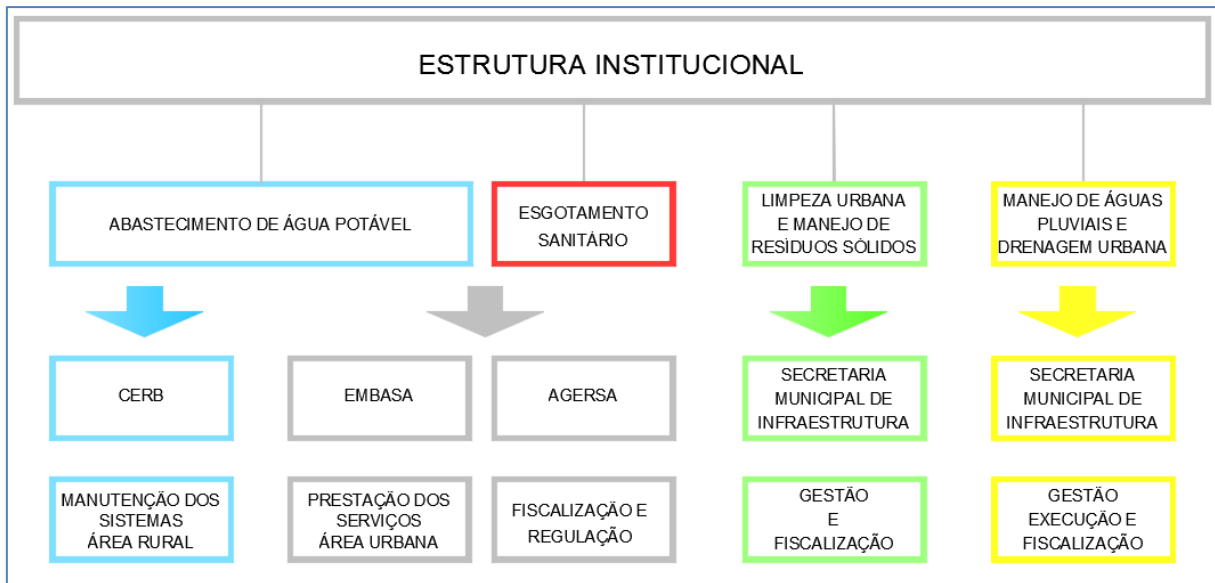 ESTRUTURA INSTITUCIONAL
ABASTECIMENTO DE ÁGUA POTÁVEL
ESGOTAMENTO
SANITÁRIO
LIMPEZA URBANA
E MANEJO DE
RESÍDUOS SÓLIDOS
MANEJO DE ÁGUAS
PLUVIAIS E
DRENAGEM URBANA
CERB
EMBASA
AGERSA
SECRETARIA
MUNICIPAL DE
INFRAESTRUTURA
SECRETARIA
MUNICIPAL DE
INFRAESTRUTURA
MANUTENÇÃO DOS
SISTEMAS
ÁREA RURAL
PRESTAÇÃO DOS
SERVIÇOS
ÁREA URBANA
FISCALIZAÇÃO E
REGULAÇÃO
GESTÃO
E
FISCALIZAÇÃO
GESTÃO
EXECUÇÃO E
FISCALIZAÇÃO